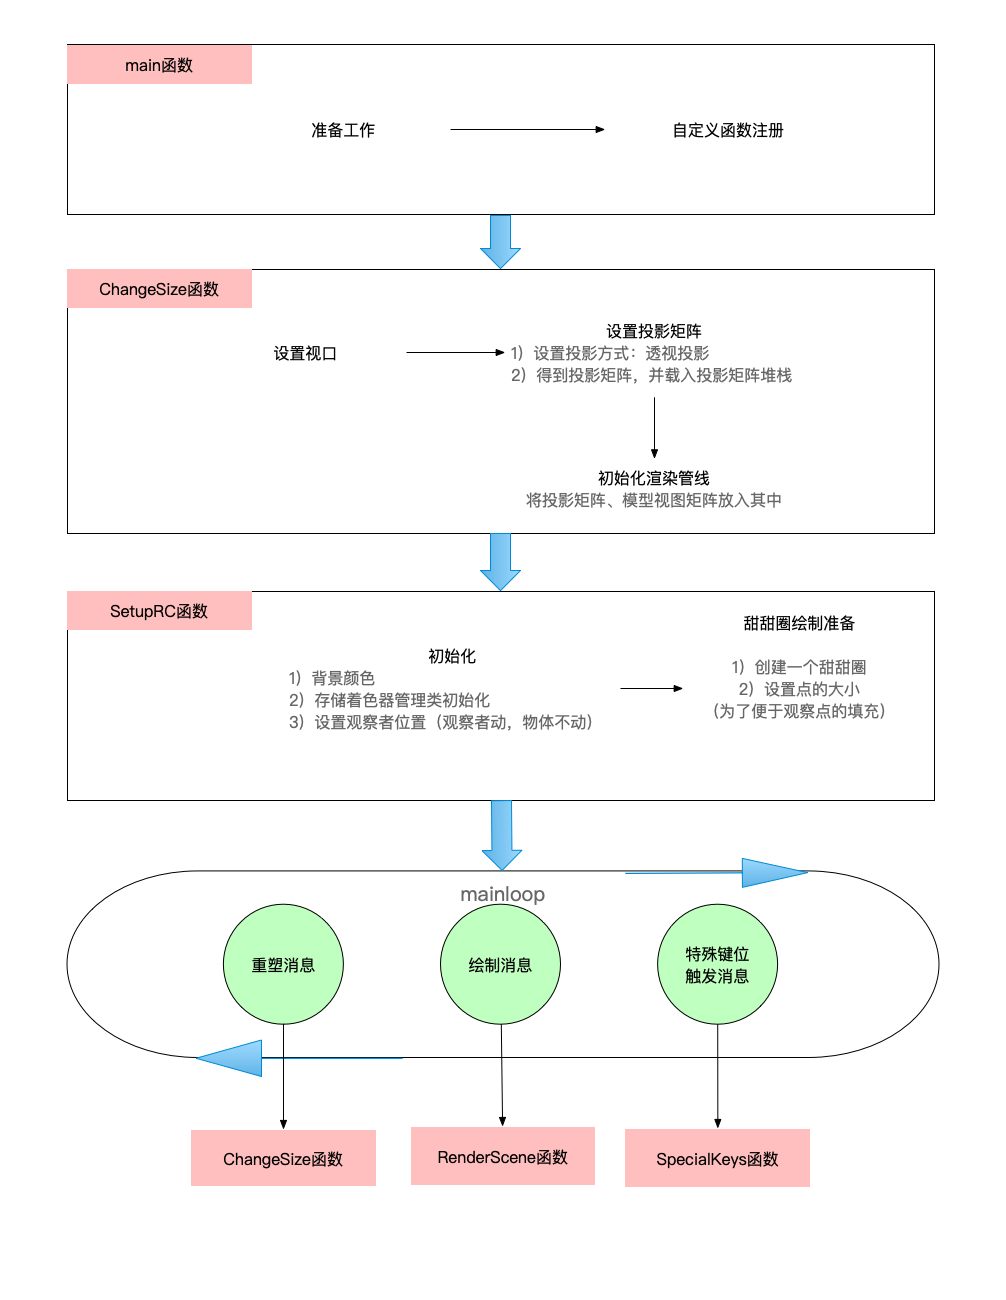 main函数
准备工作
自定义函数注册
ChangeSize函数
设置视口
设置投影矩阵
1）设置投影方式：透视投影
2）得到投影矩阵，并载入投影矩阵堆栈
初始化渲染管线
将投影矩阵、模型视图矩阵放入其中
SetupRC函数
初始化
1）背景颜色
2）存储着色器管理类初始化
3）设置观察者位置（观察者动，物体不动）
甜甜圈绘制准备
1）创建一个甜甜圈
2）设置点的大小
（为了便于观察点的填充）
mainloop
重塑消息
绘制消息
特殊键位
触发消息
ChangeSize函数
RenderScene函数
SpecialKeys函数